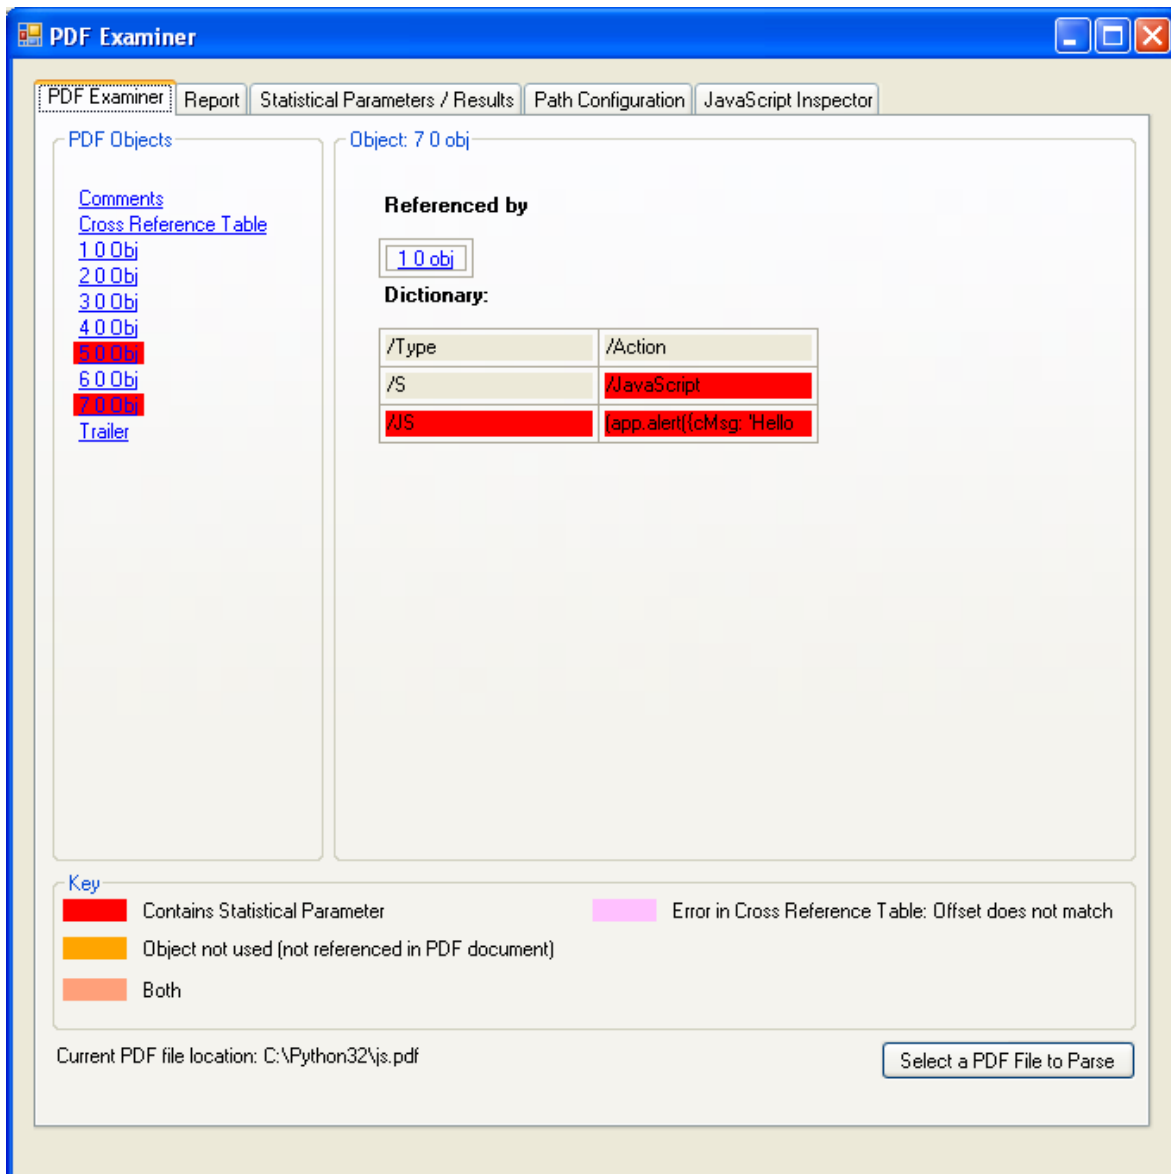 PDF Examiner
PDF Examiner Report Statistical Parameters / Results Path Configuration JavaScript Inspector
PDF Objects
Comments
Cross Reference Table
1 0 Obj
2 0 Obj
3 0 Obj
4 0 Obj
5 0 Obj
6 0 Obj
7 0 Obj
Trailer
Object: 7 0 obj
Referenced by
1 0 obj
Dictionary:
/Type /Action
/S /JavaScript
/JS (app.alert({cMsg: 'Hello
Key
Contains Statistical Parameter
Object not used (not referenced in PDF document)
Both
Error in Cross Reference Table: Offset does not match
Current PDF file location: C:\Python32\js.pdf
Select a PDF File to Parse